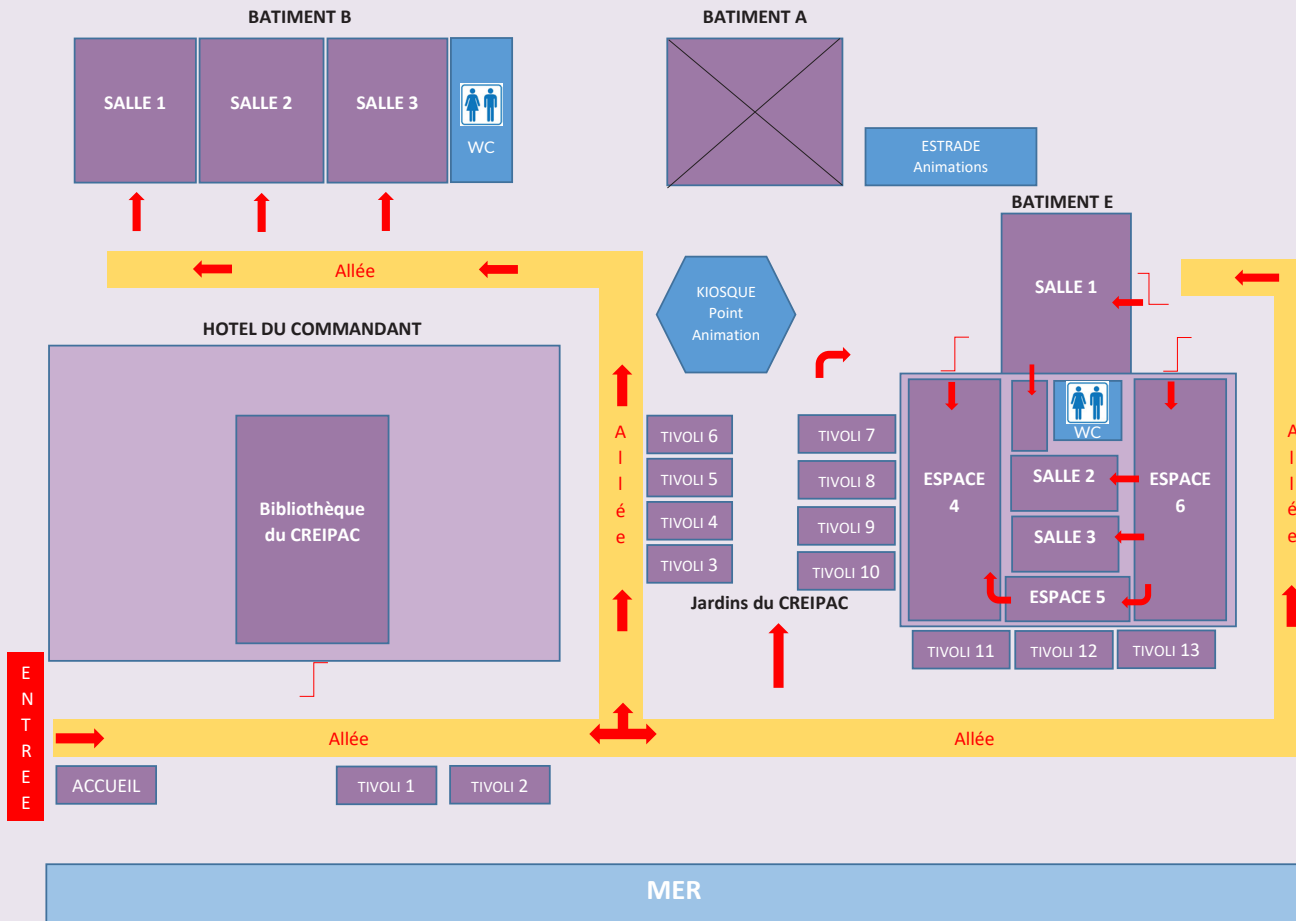 BATIMENT B
BATIMENT A
SALLE 1
SALLE 2
SALLE 3
WC
ESTRADE
Animations
BATIMENT E
SALLE 1
Allée
KIOSQUE
Point
Animation
HOTEL DU COMMANDANT
Bibliothèque
du CREIPAC
Allée
TIVOLI 6
TIVOLI 5
TIVOLI 4
TIVOLI 3
TIVOLI 7
TIVOLI 8
TIVOLI 9
TIVOLI 10
Jardins du CREIPAC
WC
ESPACE
4
SALLE 2
SALLE 3
ESPACE 5
ESPACE
6
Allée
TIVOLI 11
TIVOLI 12
TIVOLI 13
ENTREE
Allée
Allée
ACCUEIL
TIVOLI 1
TIVOLI 2
MER